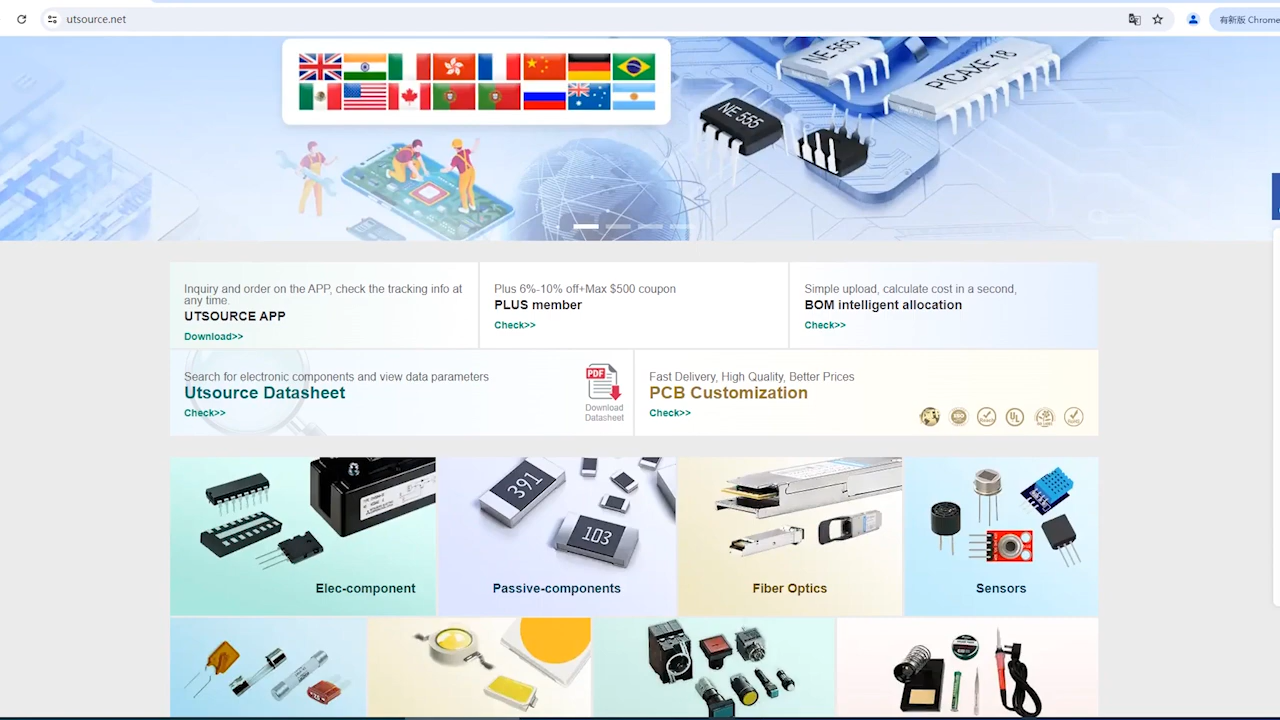 utsource.net
有新版 Chrome
NE 555
PICAXE-18
NE 555
Inquiry and order on the APP, check the tracking info at
any time.
UTSOURCE APP
Download>>
Plus 6%-10% off+Max $500 coupon
PLUS member
Check>>
Simple upload, calculate cost in a second,
BOM intelligent allocation
Check>>
Search for electronic components and view data parameters
Utsource Datasheet
Check>>
PDF
Download
Datasheet
Fast Delivery, High Quality, Better Prices
PCB Customization
Check>>
391
103
Elec-component
Passive-components
Fiber Optics
Sensors